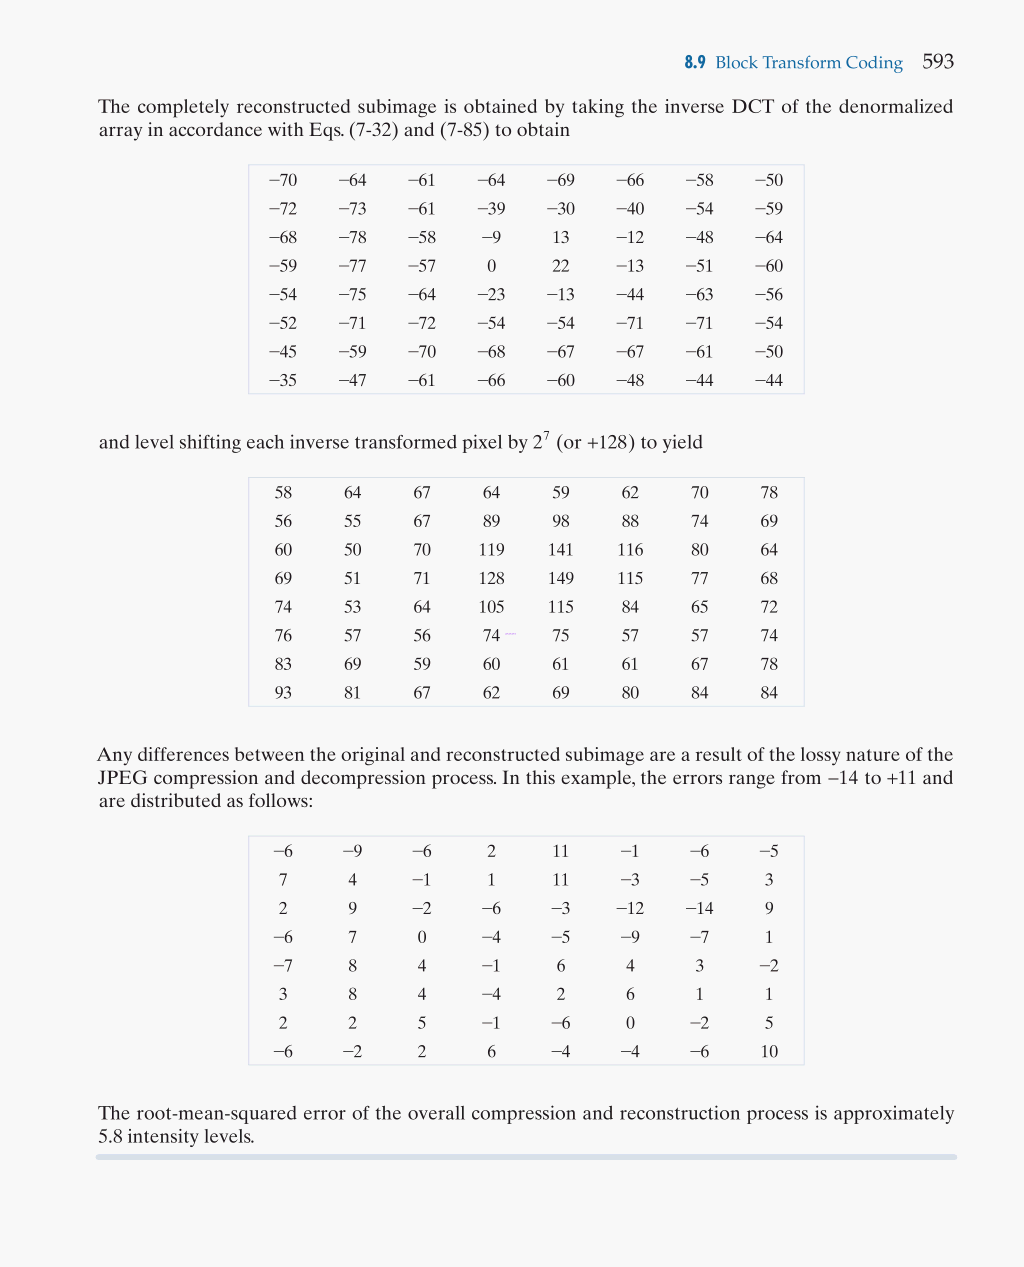 8.9 Block Transform Coding 593
The completely reconstructed subimage is obtained by taking the inverse DCT of the denormalized
array in accordance with Eqs. (7-32) and (7-85) to obtain
−70 −64 −61 −64 −69 −66 −58 −50
−72 −73 −61 −39 −30 −40 −54 −59
−68 −78 −58 −9 13 −12 −48 −64
−59 −77 −57 0 22 −13 −51 −60
−54 −75 −64 −23 −13 −44 −63 −56
−52 −71 −72 −54 −54 −71 −71 −54
−45 −59 −70 −68 −67 −67 −61 −50
−35 −47 −61 −66 −60 −48 −44 −44
and level shifting each inverse transformed pixel by 2⁷ (or +128) to yield
58 64 67 64 59 62 70 78
56 55 67 89 98 88 74 69
60 50 70 119 141 116 80 64
69 51 71 128 149 115 77 68
74 53 64 105 115 84 65 72
76 57 56 74 75 57 57 74
83 69 59 60 61 61 67 78
93 81 67 62 69 80 84 84
Any differences between the original and reconstructed subimage are a result of the lossy nature of the
JPEG compression and decompression process. In this example, the errors range from −14 to +11 and
are distributed as follows:
−6 −9 −6 2 11 −1 −6 −5
7 4 −1 1 11 −3 −5 3
2 9 −2 −6 −3 −12 −14 9
−6 7 0 −4 −5 −9 −7 1
−7 8 4 −1 6 4 3 −2
3 8 4 −4 2 6 1 1
2 2 5 −1 −6 0 −2 5
−6 −2 2 6 −4 −4 −6 10
The root-mean-squared error of the overall compression and reconstruction process is approximately
5.8 intensity levels.